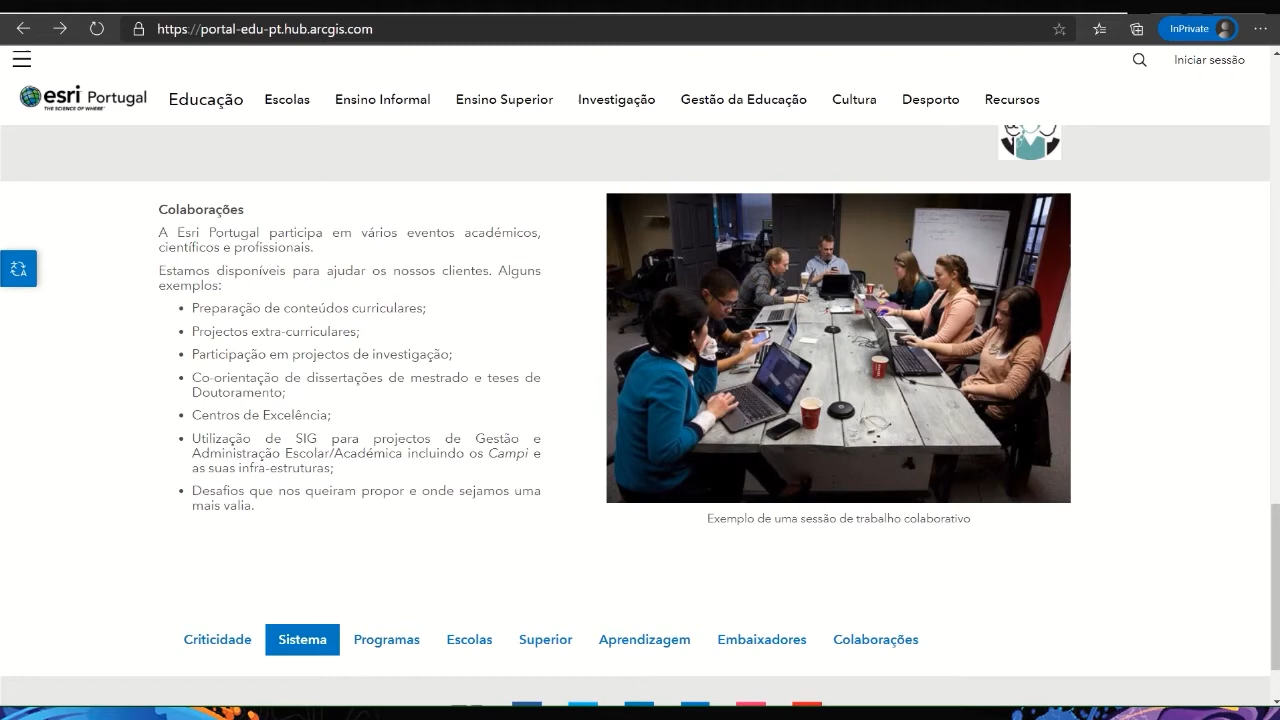 https://portal-edu-pt.hub.arcgis.com
InPrivate
Iniciar sessão
esri Portugal
THE SCIENCE OF WHERE
Educação Escolas Ensino Informal Ensino Superior Investigação Gestão da Educação Cultura Desporto Recursos
Colaborações
A Esri Portugal participa em vários eventos académicos,
científicos e profissionais.
Estamos disponíveis para ajudar os nossos clientes. Alguns
exemplos:
• Preparação de conteúdos curriculares;
• Projectos extra-curriculares;
• Participação em projectos de investigação;
• Co-orientação de dissertações de mestrado e teses de
Doutoramento;
• Centros de Excelência;
• Utilização de SIG para projectos de Gestão e
Administração Escolar/Académica incluindo os Campi e
as suas infra-estruturas;
• Desafios que nos queiram propor e onde sejamos uma
mais valia.
Exemplo de uma sessão de trabalho colaborativo
Criticidade Sistema Programas Escolas Superior Aprendizagem Embaixadores Colaborações